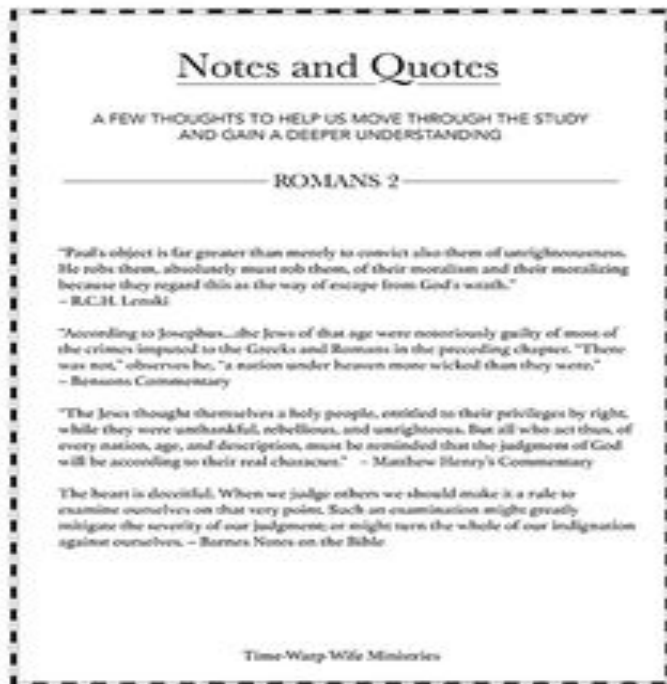 Notes and Quotes
A FEW THOUGHTS TO HELP US MOVE THROUGH THE STUDY
AND GAIN A DEEPER UNDERSTANDING
ROMANS 2
"Paul's object is far greater than merely to convict also them of unrighteousness.
He robs them, absolutely must rob them, of their moralism and their moralizing
because they regard this as the way of escape from God's wrath."
– R.C.H. Lenski
"According to Josephus...the Jews of that age were notoriously guilty of most of
the crimes imputed to the Greeks and Romans in the preceding chapter. "There
was not," observes he, "a nation under heaven more wicked than they were."
– Bensons Commentary
"The Jews thought themselves a holy people, entitled to their privileges by right,
while they were unthankful, rebellious, and unrighteous. But all who act thus, of
every nation, age, and description, must be reminded that the judgment of God
will be according to their real character." – Matthew Henry's Commentary
The heart is deceitful. When we judge others we should make it a rule to
examine ourselves on that very point. Such an examination might greatly
mitigate the severity of our judgment; or might turn the whole of our indignation
against ourselves. – Barnes Notes on the Bible
Time-Warp Wife Ministries